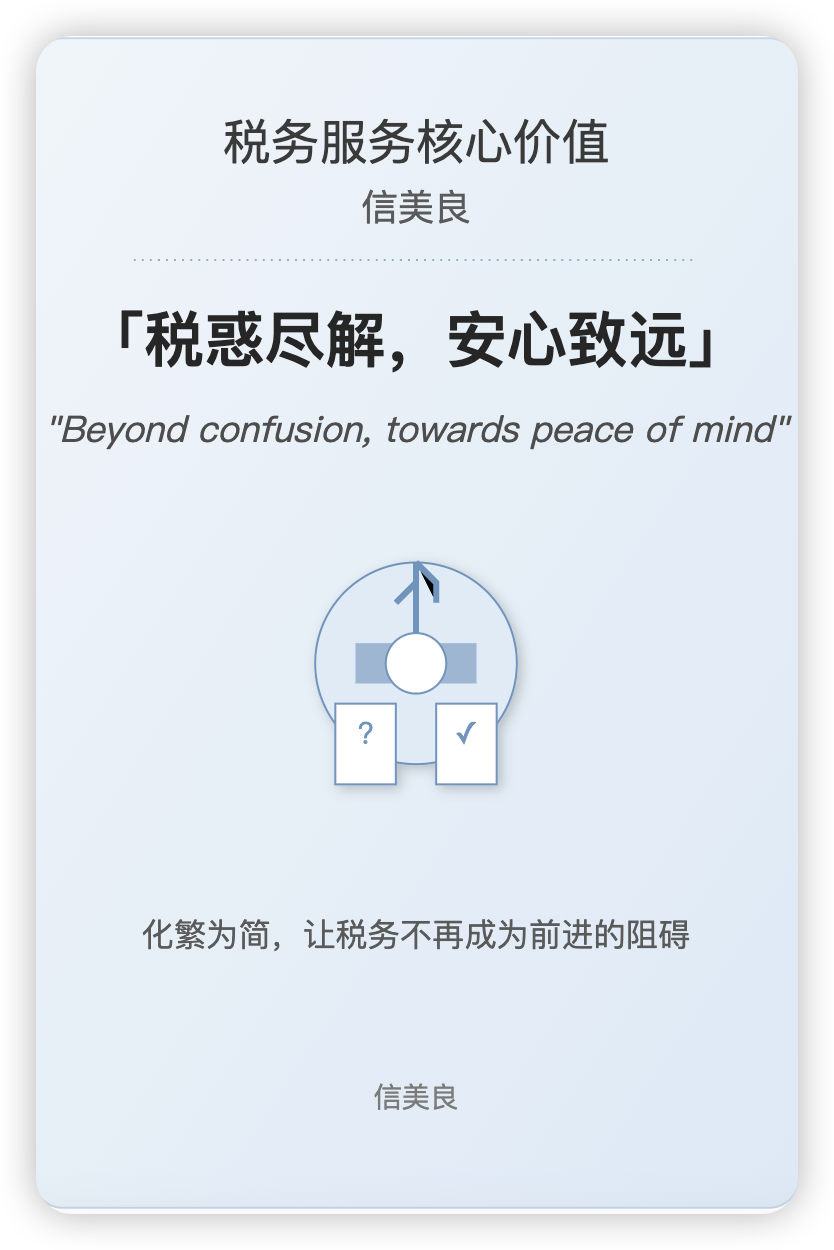 税务服务核心价值
信美良
「税惑尽解，安心致远」
"Beyond confusion, towards peace of mind"
? ✓
化繁为简，让税务不再成为前进的阻碍
信美良